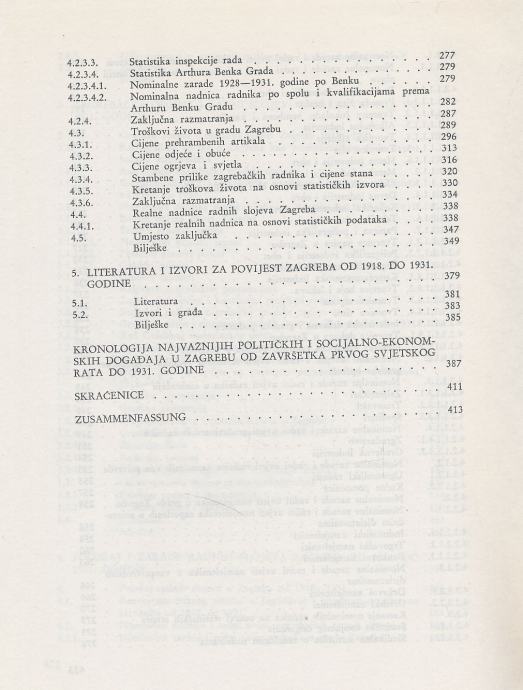 4.2.3.3. Statistika inspekcije rada . . . . . . . . . . . . . . . . 277
4.2.3.4. Statistika Arthura Benka Grada . . . . . . . . . . . . . 279
4.2.3.4.1. Nominalne zarade 1928—1931. godine po Benku . . . . . . 279
4.2.3.4.2. Nominalna nadnica radnika po spolu i kvalifikacijama prema
Arthuru Benku Gradu . . . . . . . . . . . . . . . . 282
4.2.4. Zaključna razmatranja . . . . . . . . . . . . . . . . 287
4.3. Troškovi života u gradu Zagrebu . . . . . . . . . . . . . 289
4.3.1. Cijene prehrambenih artikala . . . . . . . . . . . . . . 296
4.3.2. Cijene odjeće i obuće . . . . . . . . . . . . . . . . 313
4.3.3. Cijene ogrjeva i svjetla . . . . . . . . . . . . . . . . 316
4.3.4. Stambene prilike zagrebačkih radnika i cijene stana . . . . . 320
4.3.5. Kretanje troškova života na osnovi statističkih izvora . . . . 330
4.3.6. Zaključna razmatranja . . . . . . . . . . . . . . . . 334
4.4. Realne nadnice radnih slojeva Zagreba . . . . . . . . . . 338
4.4.1. Kretanje realnih nadnica na osnovi statističkih podataka . . . . 338
4.5. Umjesto zaključka . . . . . . . . . . . . . . . . . . 347
Bilješke . . . . . . . . . . . . . . . . . . . . . . 349
5. LITERATURA I IZVORI ZA POVIJEST ZAGREBA OD 1918. DO 1931.
GODINE . . . . . . . . . . . . . . . . . . . . . . 379
5.1. Literatura . . . . . . . . . . . . . . . . . . . . . 381
5.2. Izvori i građa . . . . . . . . . . . . . . . . . . . . 383
Bilješke . . . . . . . . . . . . . . . . . . . . . . 385
KRONOLOGIJA NAJVAŽNIJIH POLITIČKIH I SOCIJALNO-EKONOM-
SKIH DOGAĐAJA U ZAGREBU OD ZAVRŠETKA PRVOG SVJETSKOG
RATA DO 1931. GODINE . . . . . . . . . . . . . . . . . . 387
SKRAĆENICE . . . . . . . . . . . . . . . . . . . . . . 411
ZUSAMMENFASSUNG . . . . . . . . . . . . . . . . . . . . 413